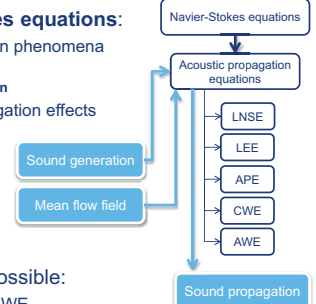 es equations:
n phenomena
n
gation effects
ossible:
WE
Navier-Stokes equations
Acoustic propagation
equations
LNSE
LEE
APE
CWE
AWE
Sound generation
Mean flow field
Sound propagation